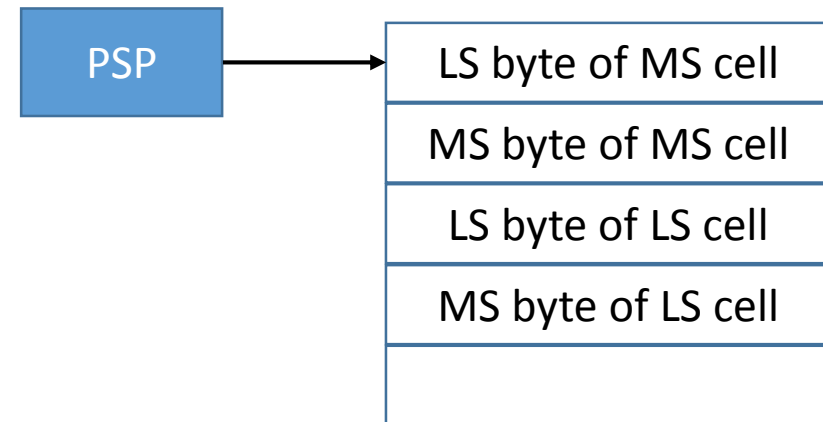 PSP
LS byte of MS cell
MS byte of MS cell
LS byte of LS cell
MS byte of LS cell